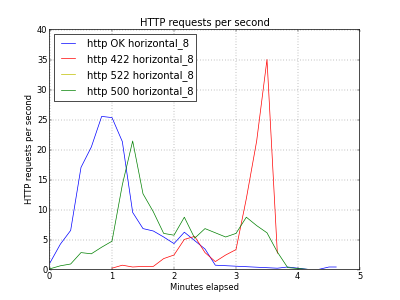 HTTP requests per second
40
35
30
25
20
15
10
5
0
HTTP requests per second
http OK horizontal_8
http 422 horizontal_8
http 522 horizontal_8
http 500 horizontal_8
0 1 2 3 4 5
Minutes elapsed